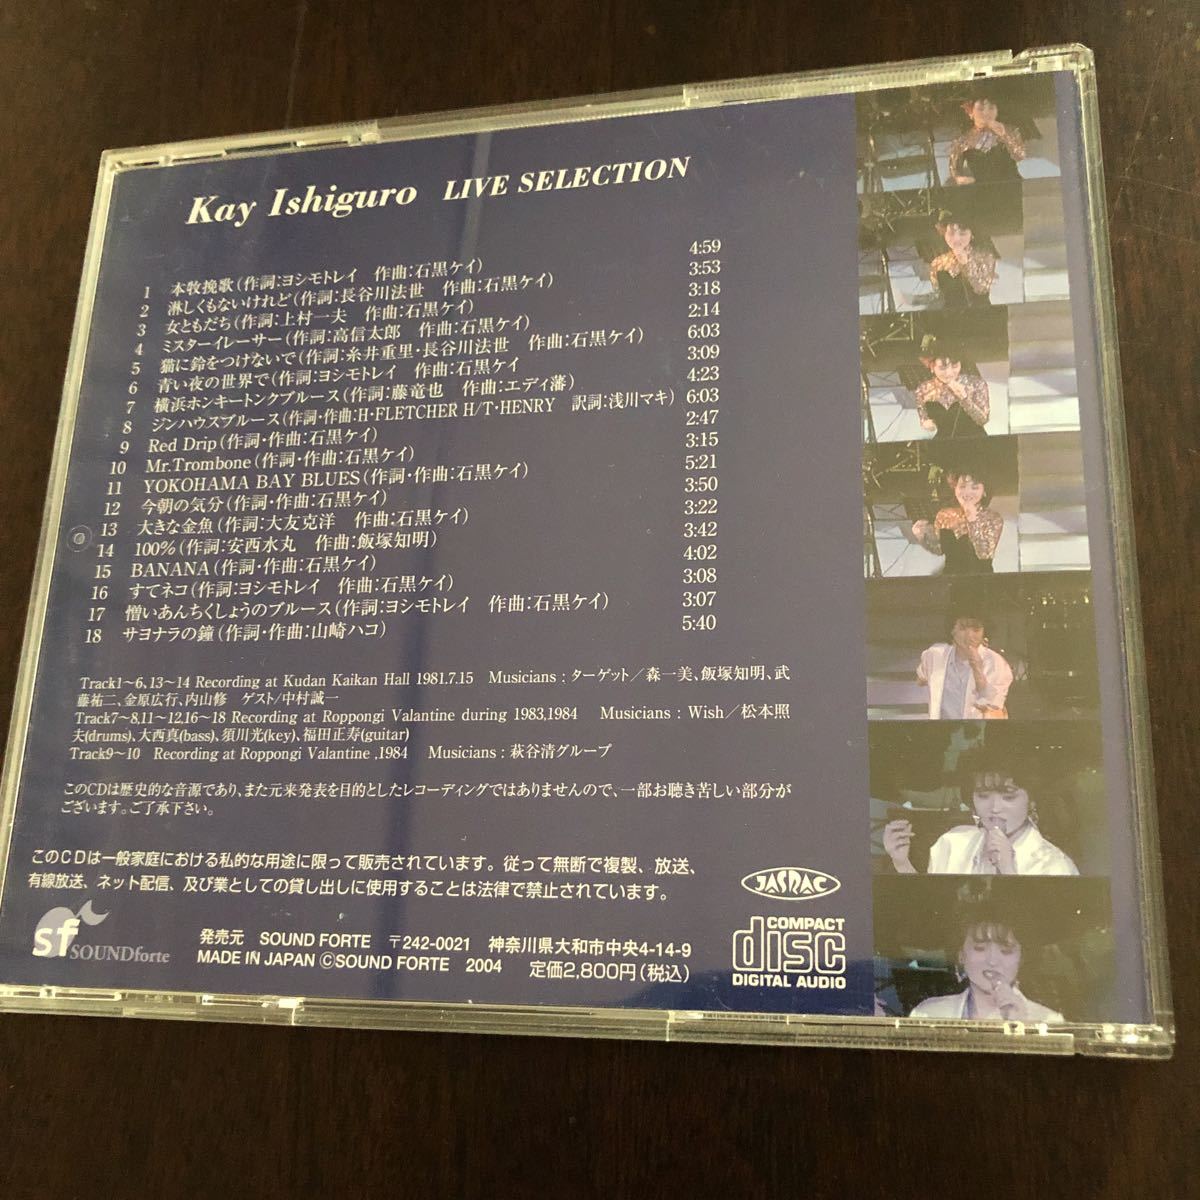 Kay Ishiguro LIVE SELECTION
1 本牧挽歌(作詞:ヨシモトレイ 作曲:石黒ケイ) 4:59
2 淋しくもないけれど(作詞:長谷川法世 作曲:石黒ケイ) 3:53
3 女ともだち(作詞:上村一夫 作曲:石黒ケイ) 3:18
4 ミスターイレーサー(作詞:高信太郎 作曲:石黒ケイ) 2:14
5 猫に鈴をつけないで(作詞:糸井重里・長谷川法世 作曲:石黒ケイ) 6:03
6 青い夜の世界で(作詞:ヨシモトレイ 作曲:石黒ケイ 3:09
7 横浜ホンキートンクブルース(作詞:藤竜也 作曲:エディ藩) 4:23
8 ジンハウスブルース(作詞・作曲:H・FLETCHER H/T・HENRY 訳詞:浅川マキ) 6:03
9 Red Drip(作詞・作曲:石黒ケイ) 2:47
10 Mr.Trombone(作詞・作曲:石黒ケイ) 3:15
11 YOKOHAMA BAY BLUES(作詞・作曲:石黒ケイ) 5:21
12 今朝の気分(作詞・作曲:石黒ケイ) 3:50
13 大きな金魚(作詞:大友克洋 作曲:石黒ケイ) 3:22
14 100%(作詞:安西水丸 作曲:飯塚知明) 3:42
15 BANANA(作詞・作曲:石黒ケイ) 4:02
16 すてネコ(作詞:ヨシモトレイ 作曲:石黒ケイ) 3:08
17 憎いあんちくしょうのブルース(作詞:ヨシモトレイ 作曲:石黒ケイ) 3:07
18 サヨナラの鐘(作詞・作曲:山崎ハコ) 5:40
Track1〜6,13〜14 Recording at Kudan Kaikan Hall 1981.7.15 Musicians : ターゲット/森一美、飯塚知明、武
藤祐二、金原広行、内山修 ゲスト/中村誠一
Track7〜8,11〜12,16〜18 Recording at Roppongi Valantine during 1983,1984 Musicians : Wish/松本照
夫(drums)、大西真(bass)、須川光(key)、福田正寿(guitar)
Track9〜10 Recording at Roppongi Valantine ,1984 Musicians : 萩谷清グループ
このCDは歴史的な音源であり、また元来発表を目的としたレコーディングではありませんので、一部お聴き苦しい部分が
ございます。ご了承下さい。
このCDは一般家庭における私的な用途に限って販売されています。従って無断で複製、放送、
有線放送、ネット配信、及び業としての貸し出しに使用することは法律で禁止されています。
JASRAC
sf SOUNDforte
発売元 SOUND FORTE 〒242-0021 神奈川県大和市中央4-14-9
MADE IN JAPAN ©SOUND FORTE 2004 定価2,800円(税込)
COMPACT
disc
DIGITAL AUDIO